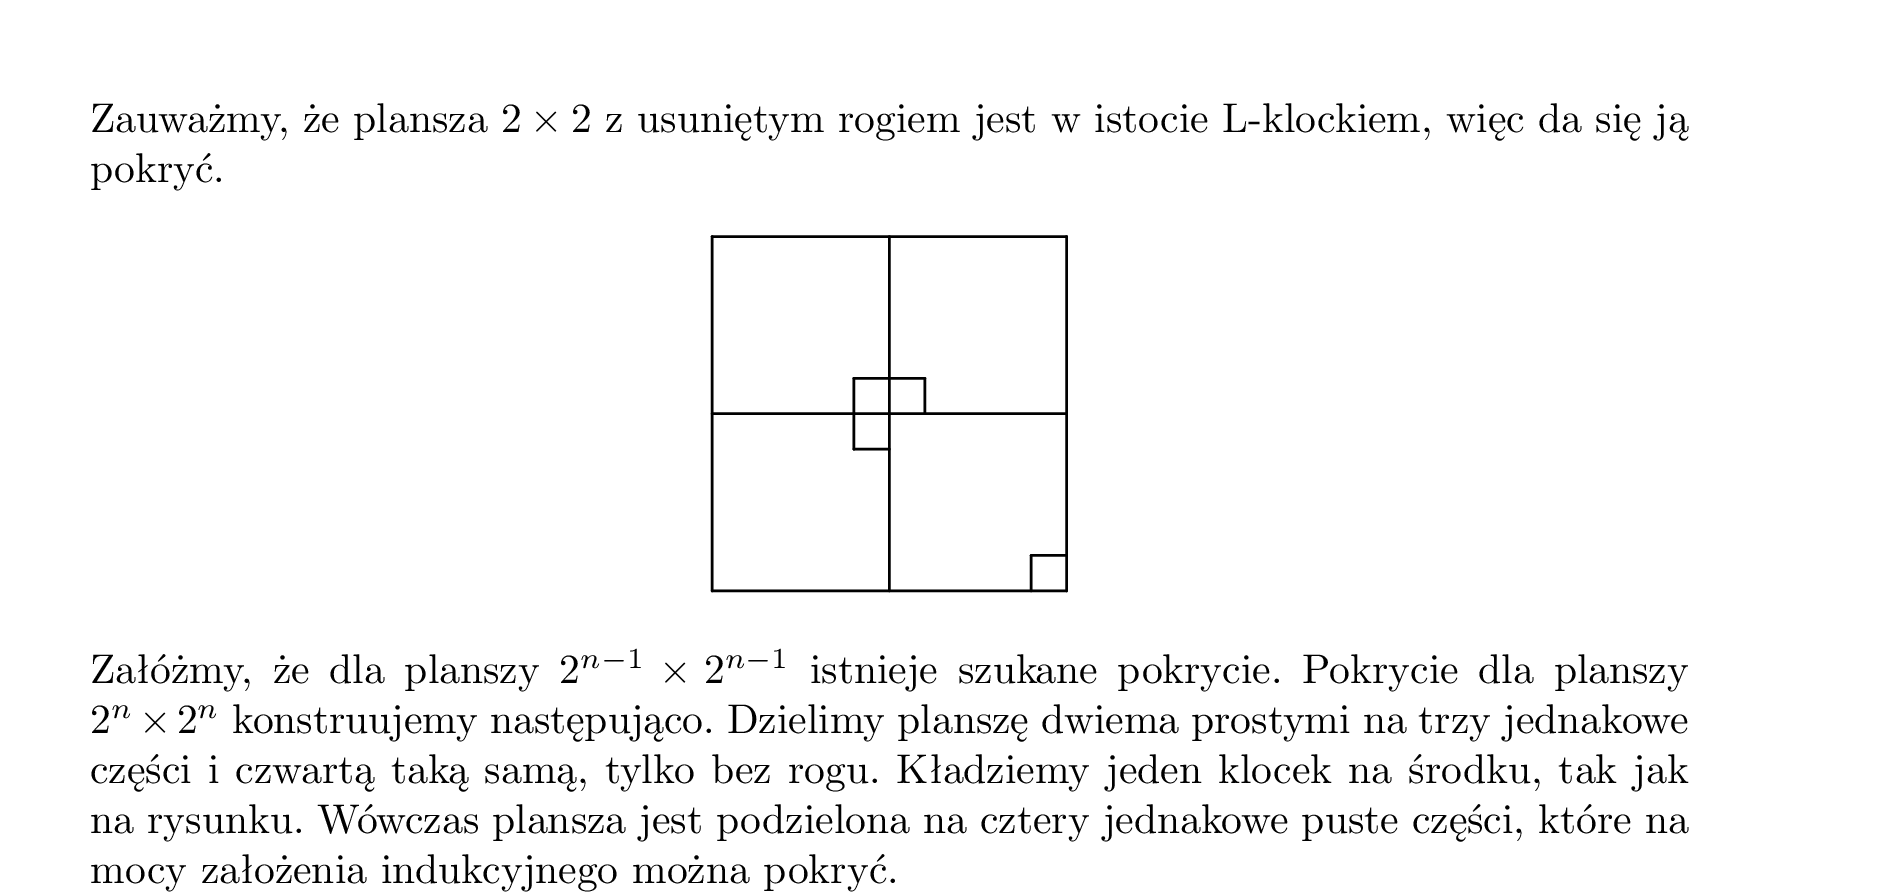 Zauważmy, że plansza 2 × 2 z usuniętym rogiem jest w istocie L-klockiem, więc da się ją
pokryć.
Załóżmy, że dla planszy 2^{n−1} × 2^{n−1} istnieje szukane pokrycie. Pokrycie dla planszy
2^n × 2^n konstruujemy następująco. Dzielimy planszę dwiema prostymi na trzy jednakowe
części i czwartą taką samą, tylko bez rogu. Kładziemy jeden klocek na środku, tak jak
na rysunku. Wówczas plansza jest podzielona na cztery jednakowe puste części, które na
mocy założenia indukcyjnego można pokryć.